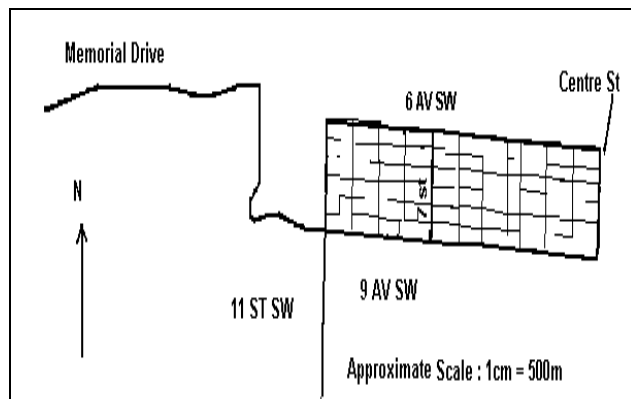 Memorial Drive
Centre St
6 AV SW
N
7 st
11 ST SW
9 AV SW
Approximate Scale : 1cm = 500m